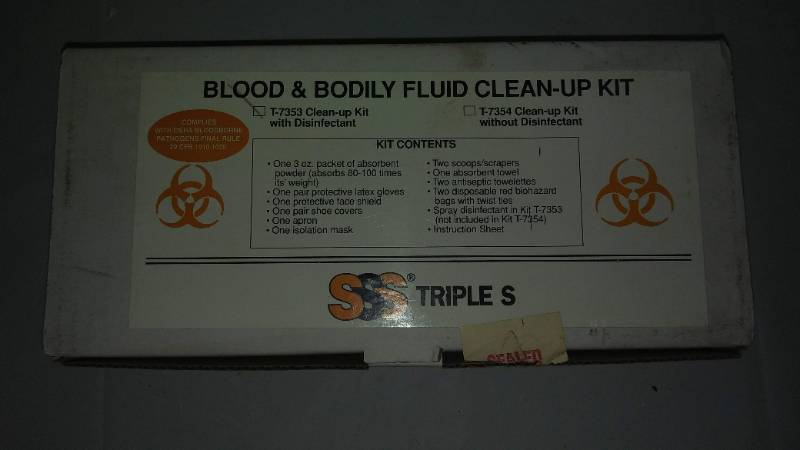 BLOOD & BODILY FLUID CLEAN-UP KIT
T-7353 Clean-up Kit
with Disinfectant
T-7354 Clean-up Kit
without Disinfectant
COMPLIES
WITH OSHA BLOODBORNE
PATHOGENS FINAL RULE
29 CFR 1910.1030
KIT CONTENTS
• One 3 oz. packet of absorbent
powder (absorbs 80-100 times
its' weight)
• One pair protective latex gloves
• One protective face shield
• One pair shoe covers
• One apron
• One isolation mask
• Two scoops/scrapers
• One absorbent towel
• Two antiseptic towelettes
• Two disposable red biohazard
bags with twist ties
• Spray disinfectant in Kit T-7353
(not included in Kit T-7354)
• Instruction Sheet
SSS® TRIPLE S
SEALED